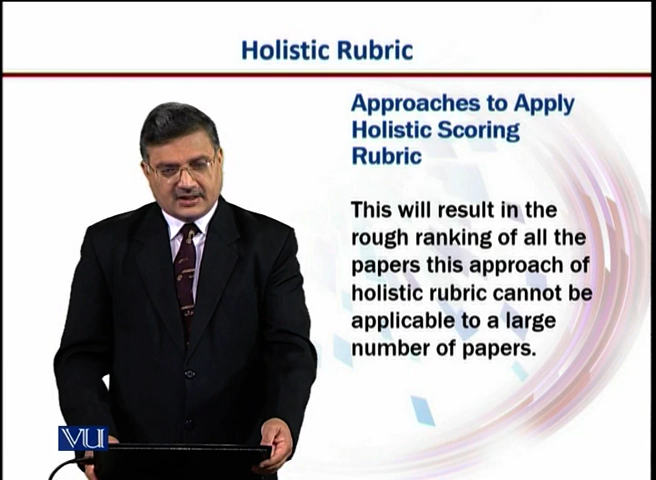 Holistic Rubric
Approaches to Apply
Holistic Scoring
Rubric
This will result in the
rough ranking of all the
papers this approach of
holistic rubric cannot be
applicable to a large
number of papers.
VU